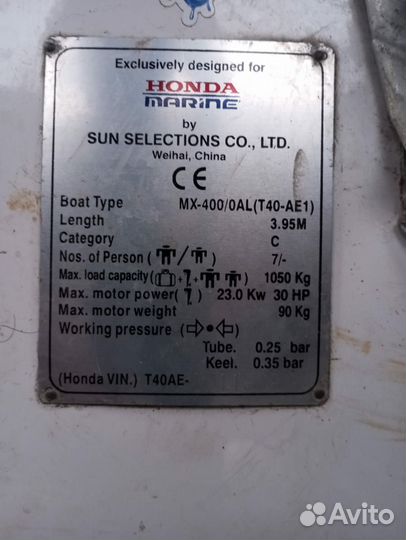 Exclusively designed for
HONDA
MARINE
by
SUN SELECTIONS CO., LTD.
Weihai, China
CE
Boat Type MX-400/0AL(T40-AE1)
Length 3.95M
Category C
Nos. of Person ( / ) 7/-
Max. load capacity( + + ) 1050 Kg
Max. motor power( ) 23.0 Kw 30 HP
Max. motor weight 90 Kg
Working pressure ( )
Tube. 0.25 bar
Keel. 0.35 bar
(Honda VIN.) T40AE-
Avito